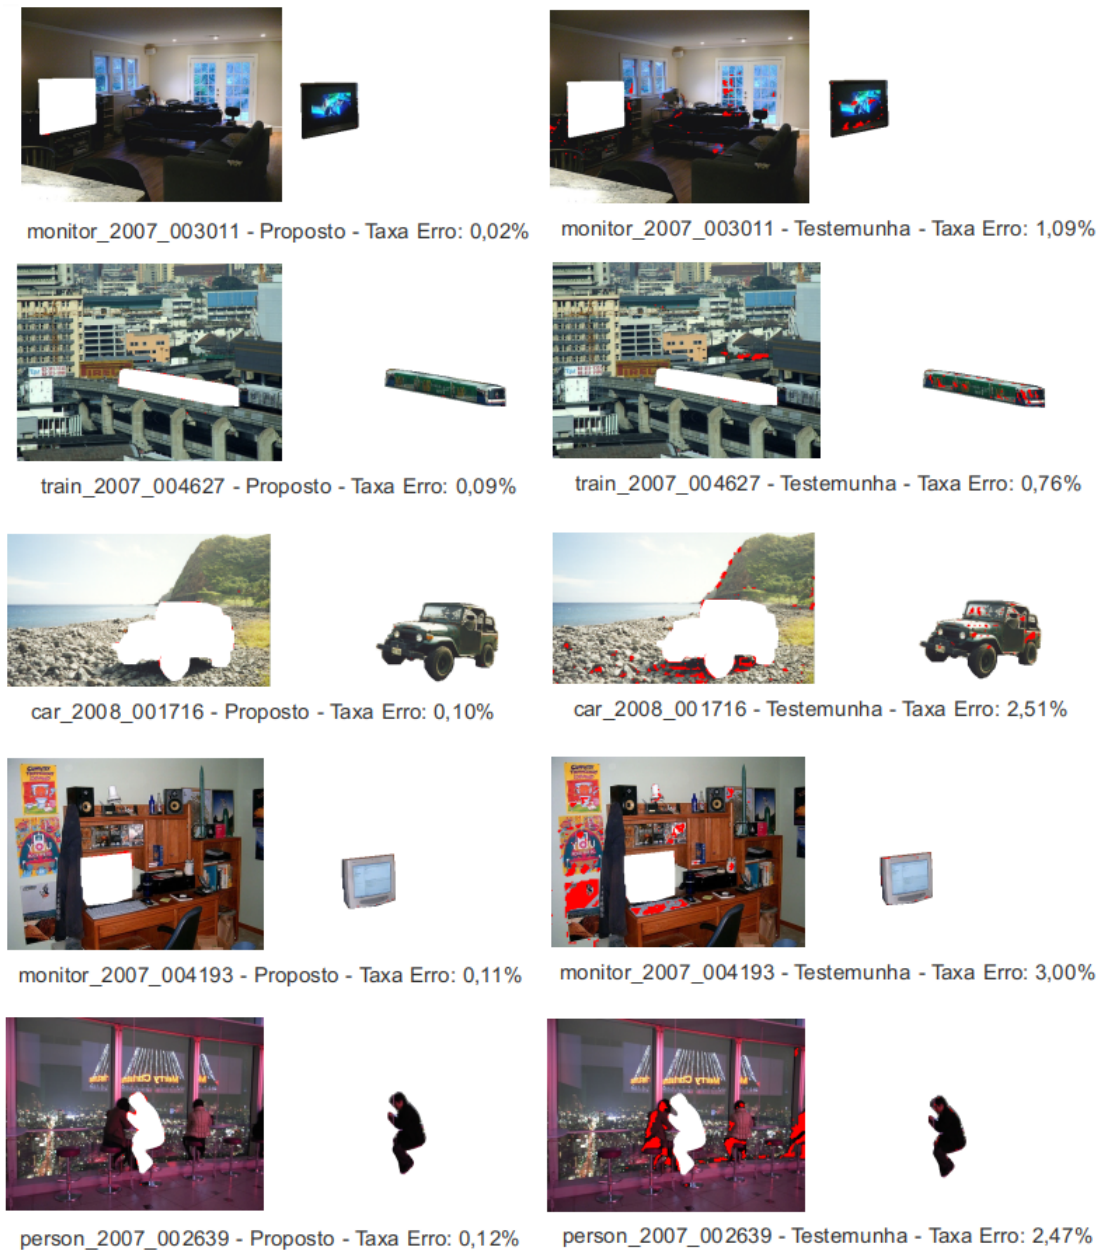 monitor_2007_003011 - Proposto - Taxa Erro: 0,02%
monitor_2007_003011 - Testemunha - Taxa Erro: 1,09%
train_2007_004627 - Proposto - Taxa Erro: 0,09%
train_2007_004627 - Testemunha - Taxa Erro: 0,76%
car_2008_001716 - Proposto - Taxa Erro: 0,10%
car_2008_001716 - Testemunha - Taxa Erro: 2,51%
monitor_2007_004193 - Proposto - Taxa Erro: 0,11%
monitor_2007_004193 - Testemunha - Taxa Erro: 3,00%
person_2007_002639 - Proposto - Taxa Erro: 0,12%
person_2007_002639 - Testemunha - Taxa Erro: 2,47%